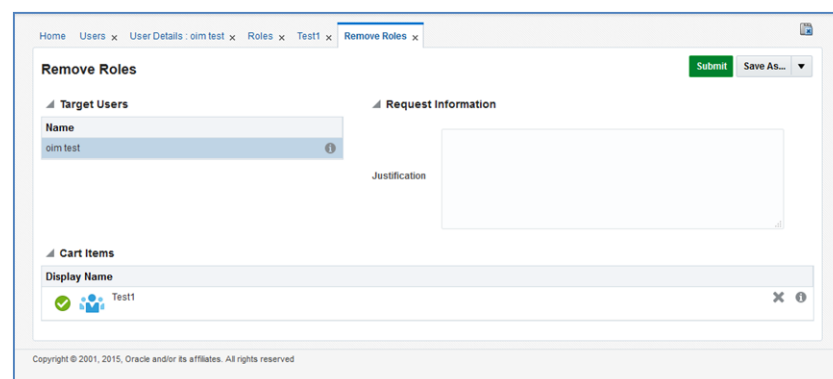 Home Users x User Details : oim test x Roles x Test1 x Remove Roles x
Remove Roles
Submit Save As...
Target Users
Request Information
Name
oim test
Justification
Cart Items
Display Name
Test1
Copyright © 2001, 2015, Oracle and/or its affiliates. All rights reserved